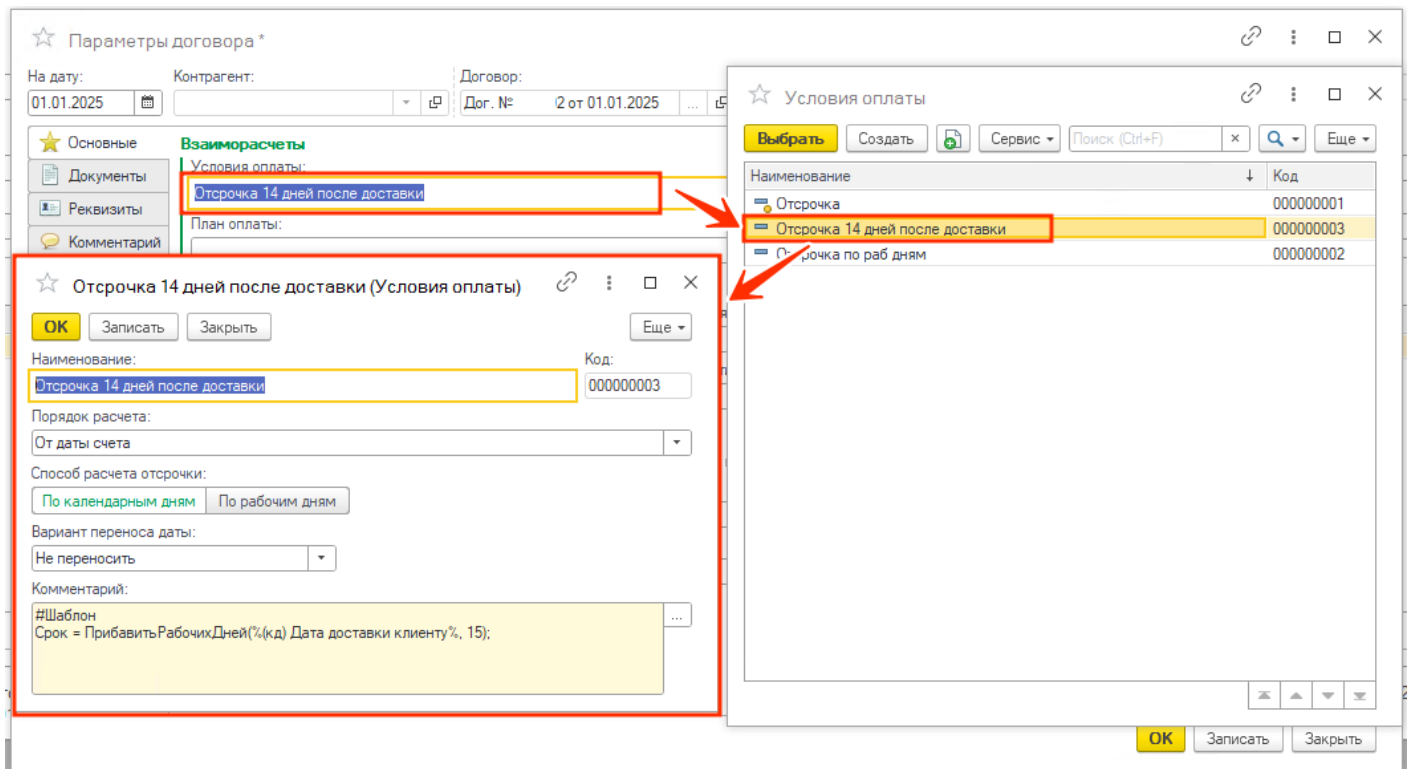 Параметры договора *
На дату:
Контрагент:
Договор:
01.01.2025
Дог. №
2 от 01.01.2025
...
Основные
Документы
Реквизиты
Комментарий
Взаиморасчеты
Условия оплаты:
Отсрочка 14 дней после доставки
План оплаты:
Условия оплаты
Выбрать
Создать
Сервис
Поиск (Ctrl+F)
×
Еще
Наименование
Код
Отсрочка
000000001
Отсрочка 14 дней после доставки
000000003
рочка по раб дням
000000002
Отсрочка 14 дней после доставки (Условия оплаты)
ОК
Записать
Закрыть
Еще
Наименование:
Код:
Отсрочка 14 дней после доставки
000000003
Порядок расчета:
От даты счета
Способ расчета отсрочки:
По календарным дням
По рабочим дням
Вариант переноса даты:
Не переносить
Комментарий:
#Шаблон
...
Срок = ПрибавитьРабочихДней(%(кд) Дата доставки клиенту%, 15);
ОК
Записать
Закрыть